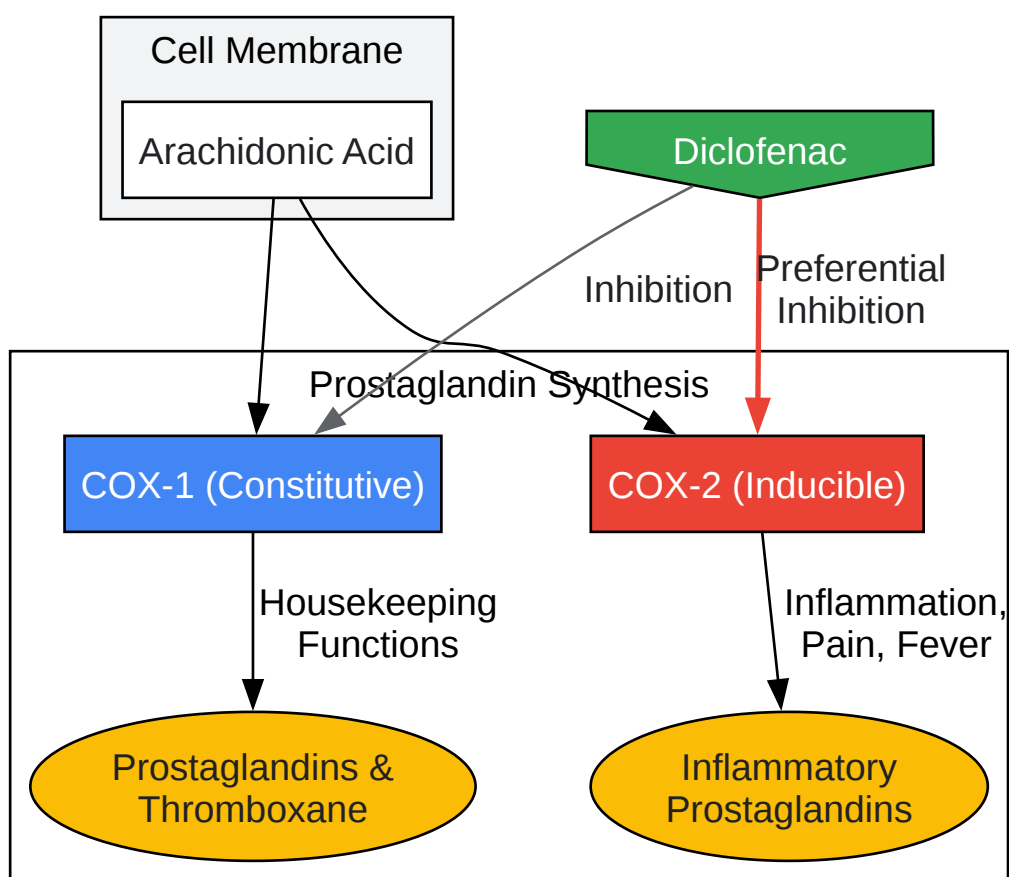 Cell Membrane
Arachidonic Acid
Diclofenac
Inhibition
Preferential
Inhibition
Prostaglandin Synthesis
COX-1 (Constitutive)
COX-2 (Inducible)
Housekeeping
Functions
Inflammation,
Pain, Fever
Prostaglandins &
Thromboxane
Inflammatory
Prostaglandins